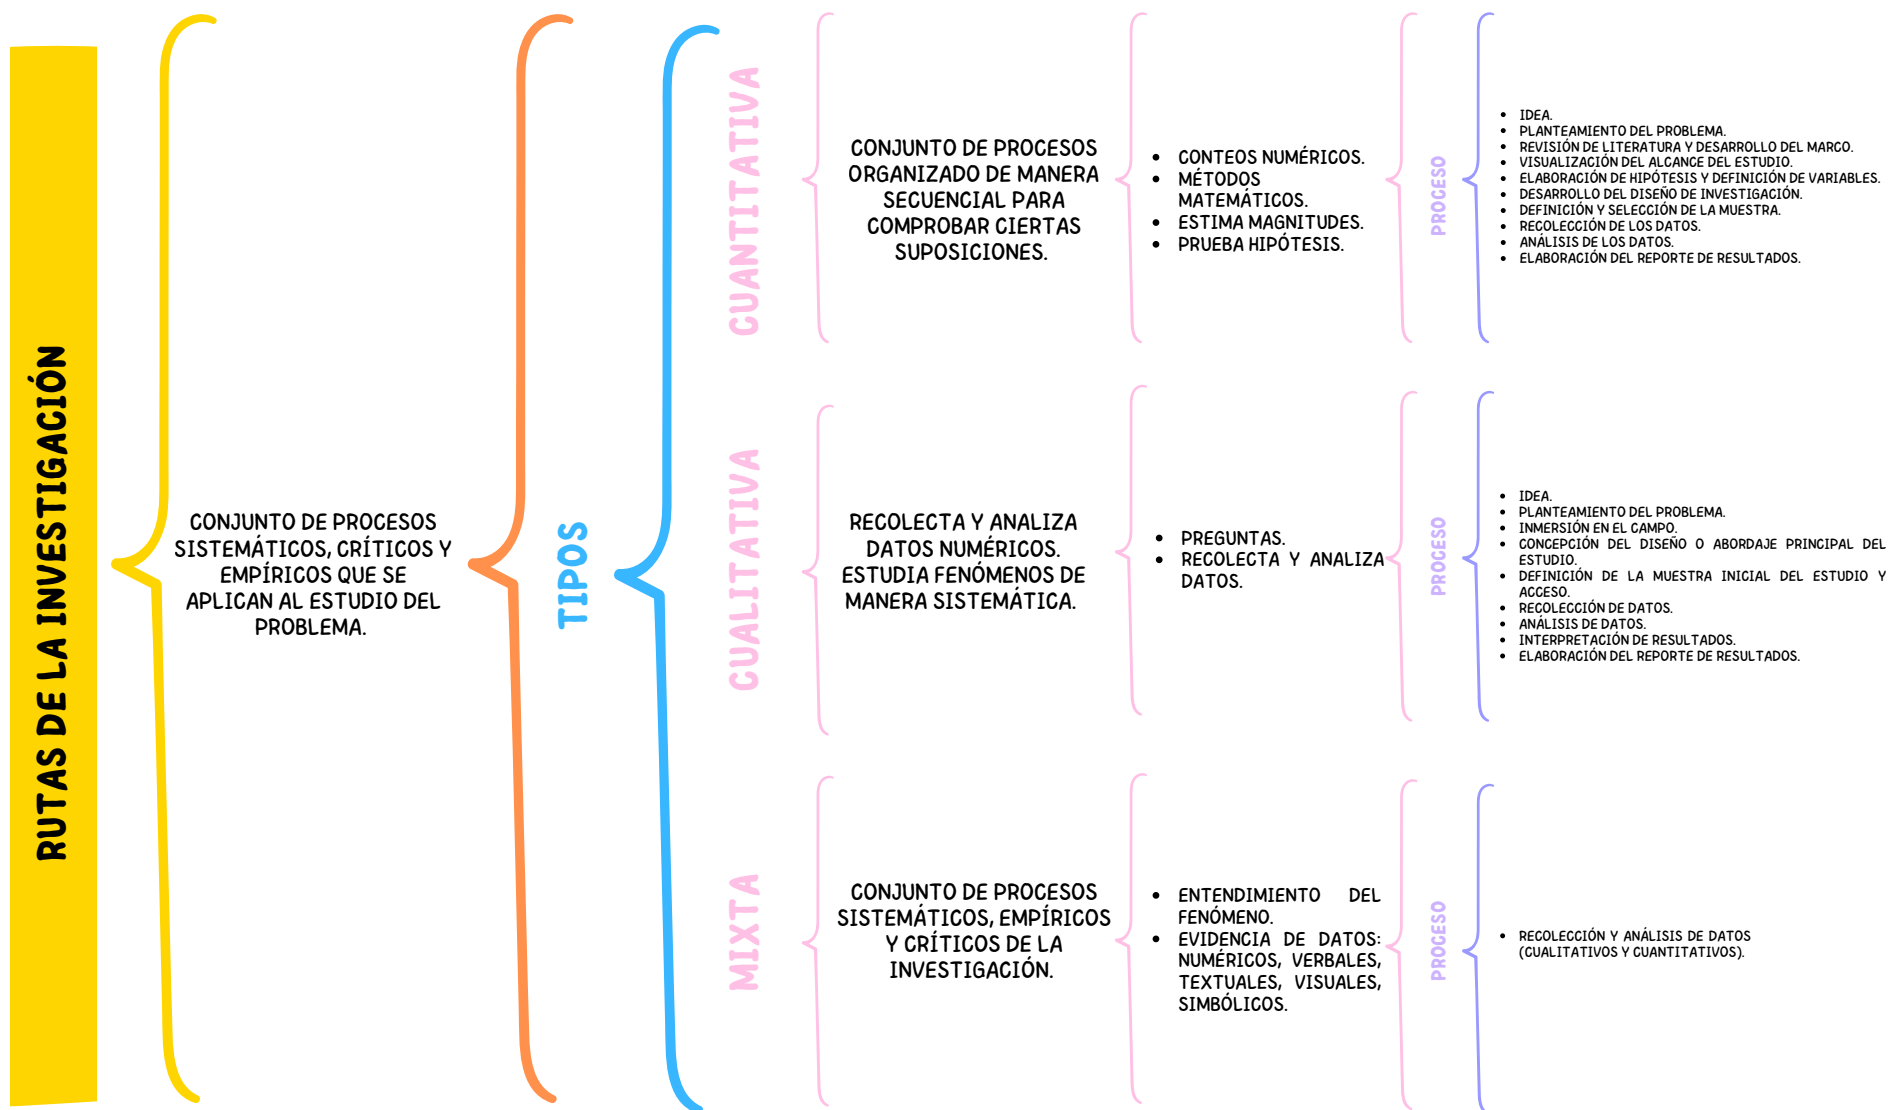 RUTAS DE LA INVESTIGACIÓN
CONJUNTO DE PROCESOS
SISTEMÁTICOS, CRÍTICOS Y
EMPÍRICOS QUE SE
APLICAN AL ESTUDIO DEL
PROBLEMA.
TIPOS
CUANTITATIVA
CONJUNTO DE PROCESOS
ORGANIZADO DE MANERA
SECUENCIAL PARA
COMPROBAR CIERTAS
SUPOSICIONES.
• CONTEOS NUMÉRICOS.
• MÉTODOS
MATEMÁTICOS.
• ESTIMA MAGNITUDES.
• PRUEBA HIPÓTESIS.
PROCESO
• IDEA.
• PLANTEAMIENTO DEL PROBLEMA.
• REVISIÓN DE LITERATURA Y DESARROLLO DEL MARCO.
• VISUALIZACIÓN DEL ALCANCE DEL ESTUDIO.
• ELABORACIÓN DE HIPÓTESIS Y DEFINICIÓN DE VARIABLES.
• DESARROLLO DEL DISEÑO DE INVESTIGACIÓN.
• DEFINICIÓN Y SELECCIÓN DE LA MUESTRA.
• RECOLECCIÓN DE LOS DATOS.
• ANÁLISIS DE LOS DATOS.
• ELABORACIÓN DEL REPORTE DE RESULTADOS.
CUALITATIVA
RECOLECTA Y ANALIZA
DATOS NUMÉRICOS.
ESTUDIA FENÓMENOS DE
MANERA SISTEMÁTICA.
• PREGUNTAS.
• RECOLECTA Y ANALIZA
DATOS.
PROCESO
• IDEA.
• PLANTEAMIENTO DEL PROBLEMA.
• INMERSIÓN EN EL CAMPO.
• CONCEPCIÓN DEL DISEÑO O ABORDAJE PRINCIPAL DEL
ESTUDIO.
• DEFINICIÓN DE LA MUESTRA INICIAL DEL ESTUDIO Y
ACCESO.
• RECOLECCIÓN DE DATOS.
• ANÁLISIS DE DATOS.
• INTERPRETACIÓN DE RESULTADOS.
• ELABORACIÓN DEL REPORTE DE RESULTADOS.
MIXTA
CONJUNTO DE PROCESOS
SISTEMÁTICOS, EMPÍRICOS
Y CRÍTICOS DE LA
INVESTIGACIÓN.
• ENTENDIMIENTO DEL
FENÓMENO.
• EVIDENCIA DE DATOS:
NUMÉRICOS, VERBALES,
TEXTUALES, VISUALES,
SIMBÓLICOS.
PROCESO
• RECOLECCIÓN Y ANÁLISIS DE DATOS
(CUALITATIVOS Y CUANTITATIVOS).